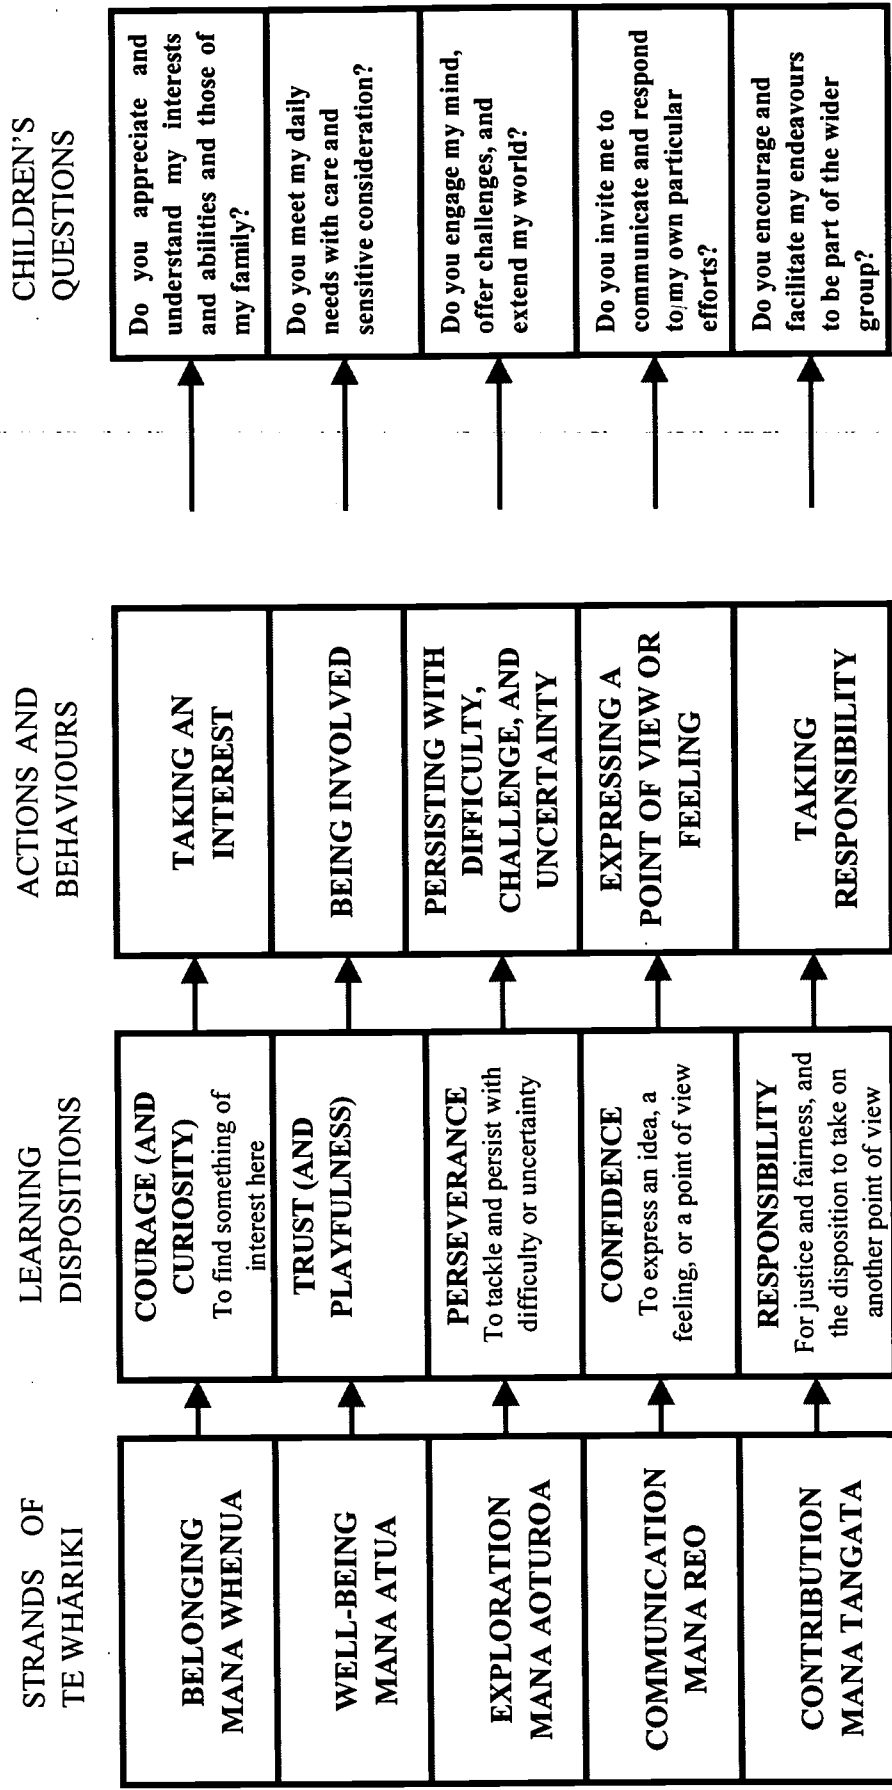 STRANDS OF
TE WHĀRIKI
LEARNING
DISPOSITIONS
ACTIONS AND
BEHAVIOURS
CHILDREN'S
QUESTIONS
BELONGING
MANA WHENUA
COURAGE (AND
CURIOSITY)
To find something of
interest here
TAKING AN
INTEREST
Do you appreciate and
understand my interests
and abilities and those of
my family?
WELL-BEING
MANA ATUA
TRUST (AND
PLAYFULNESS)
BEING INVOLVED
Do you meet my daily
needs with care and
sensitive consideration?
EXPLORATION
MANA AOTUROA
PERSEVERANCE
To tackle and persist with
difficulty or uncertainty
PERSISTING WITH
DIFFICULTY,
CHALLENGE, AND
UNCERTAINTY
Do you engage my mind,
offer challenges, and
extend my world?
COMMUNICATION
MANA REO
CONFIDENCE
To express an idea, a
feeling, or a point of view
EXPRESSING A
POINT OF VIEW OR
FEELING
Do you invite me to
communicate and respond
to my own particular
efforts?
CONTRIBUTION
MANA TANGATA
RESPONSIBILITY
For justice and fairness, and
the disposition to take on
another point of view
TAKING
RESPONSIBILITY
Do you encourage and
facilitate my endeavours
to be part of the wider
group?